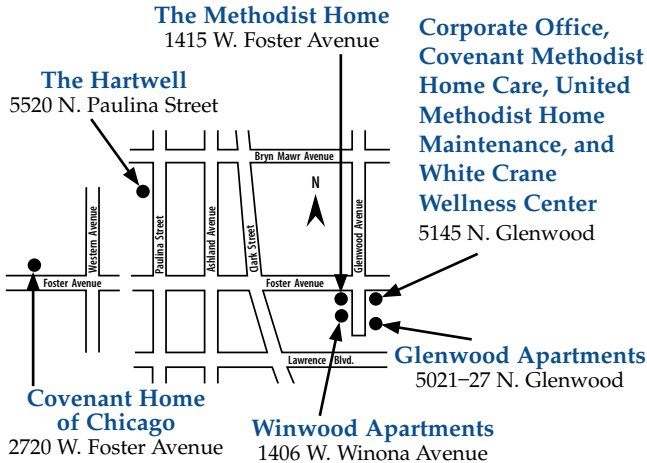 The Methodist Home
1415 W. Foster Avenue
Corporate Office,
Covenant Methodist
Home Care, United
Methodist Home
Maintenance, and
White Crane
Wellness Center
5145 N. Glenwood
The Hartwell
5520 N. Paulina Street
Bryn Mawr Avenue
N
Western Avenue
Paulina Street
Ashland Avenue
Clark Street
Glenwood Avenue
Foster Avenue
Foster Avenue
Lawrence Blvd.
Glenwood Apartments
5021–27 N. Glenwood
Covenant Home
of Chicago
2720 W. Foster Avenue
Winwood Apartments
1406 W. Winona Avenue